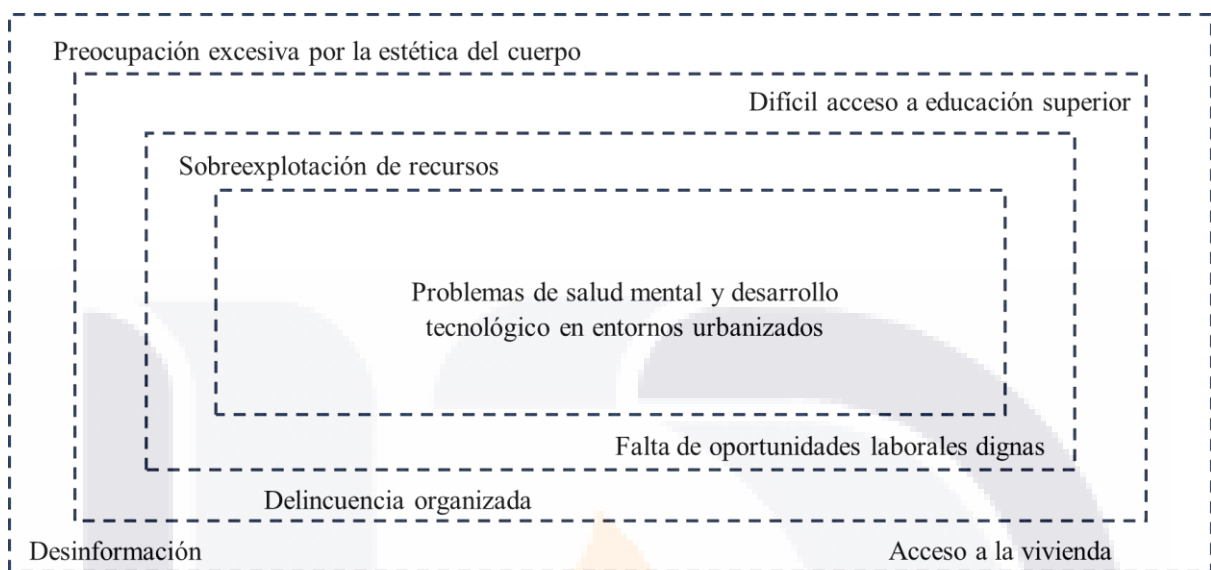 Preocupación excesiva por la estética del cuerpo
Difícil acceso a educación superior
Sobreexplotación de recursos
Problemas de salud mental y desarrollo
tecnológico en entornos urbanizados
Falta de oportunidades laborales dignas
Delincuencia organizada
Desinformación
Acceso a la vivienda